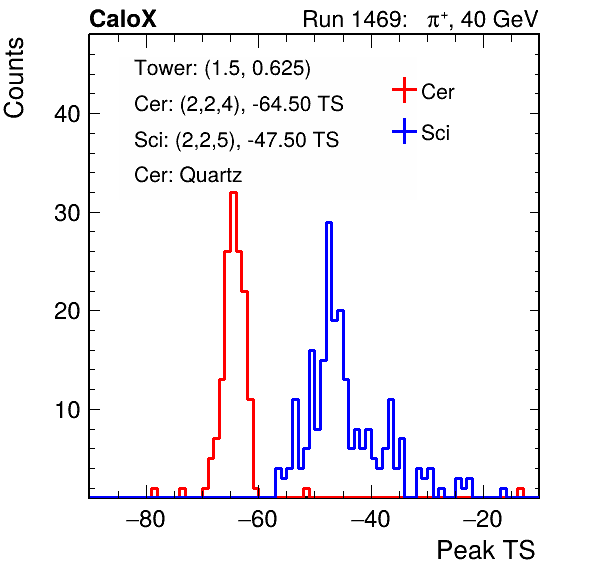 CaloX Run 1469: π⁺, 40 GeV
Counts
Tower: (1.5, 0.625)
Cer: (2,2,4), -64.50 TS
Sci: (2,2,5), -47.50 TS
Cer: Quartz
Cer
Sci
40
30
20
10
−80 −60 −40 −20
Peak TS